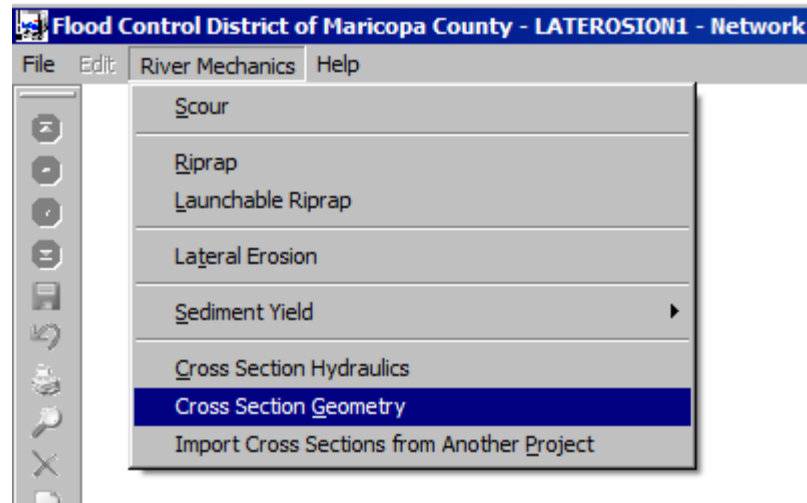 Flood Control District of Maricopa County - LATEROSION1 - Network
File Edit River Mechanics Help
Scour
Riprap
Launchable Riprap
Lateral Erosion
Sediment Yield
Cross Section Hydraulics
Cross Section Geometry
Import Cross Sections from Another Project